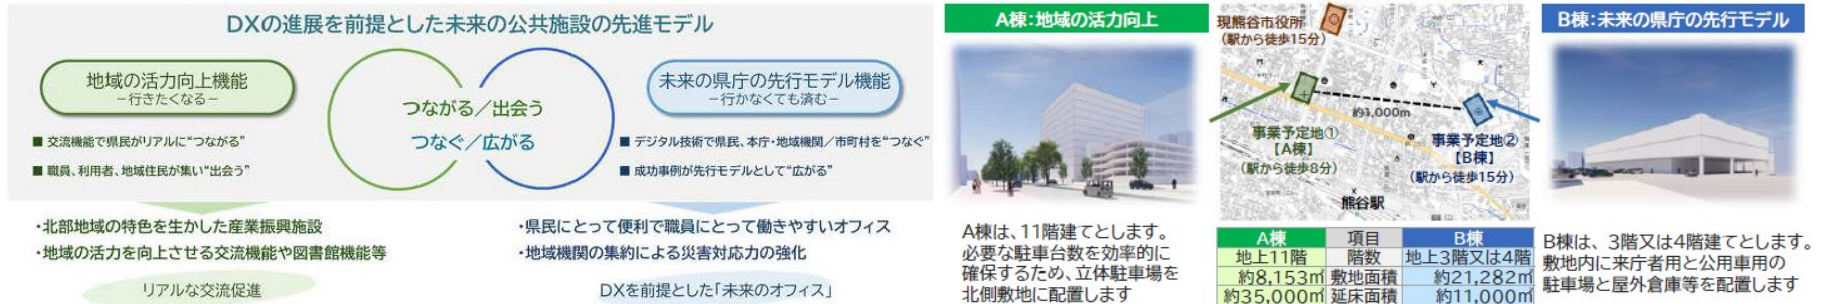 DXの進展を前提とした未来の公共施設の先進モデル
地域の活力向上機能
－行きたくなる－
■ 交流機能で県民がリアルに“つながる”
■ 職員、利用者、地域住民が集い“出会う”
つながる／出会う
つなぐ／広がる
未来の県庁の先行モデル機能
－行かなくても済む－
■ デジタル技術で県民、本庁・地域機関／市町村を“つなぐ”
■ 成功事例が先行モデルとして“広がる”
・北部地域の特色を生かした産業振興施設
・地域の活力を向上させる交流機能や図書館機能等
リアルな交流促進
・県民にとって便利で職員にとって働きやすいオフィス
・地域機関の集約による災害対応力の強化
DXを前提とした「未来のオフィス」
A棟：地域の活力向上
A棟は、11階建てとします。
必要な駐車台数を効率的に
確保するため、立体駐車場を
北側敷地に配置します
現熊谷市役所
（駅から徒歩15分）
約1,000m
事業予定地①
【A棟】
（駅から徒歩8分）
事業予定地②
【B棟】
（駅から徒歩15分）
熊谷駅
A棟 項目 B棟
地上11階 階数 地上3階又は4階
約8,153㎡ 敷地面積 約21,282㎡
約35,000㎡ 延床面積 約11,000㎡
B棟：未来の県庁の先行モデル
B棟は、3階又は4階建てとします。
敷地内に来庁者用と公用車用の
駐車場と屋外倉庫等を配置します